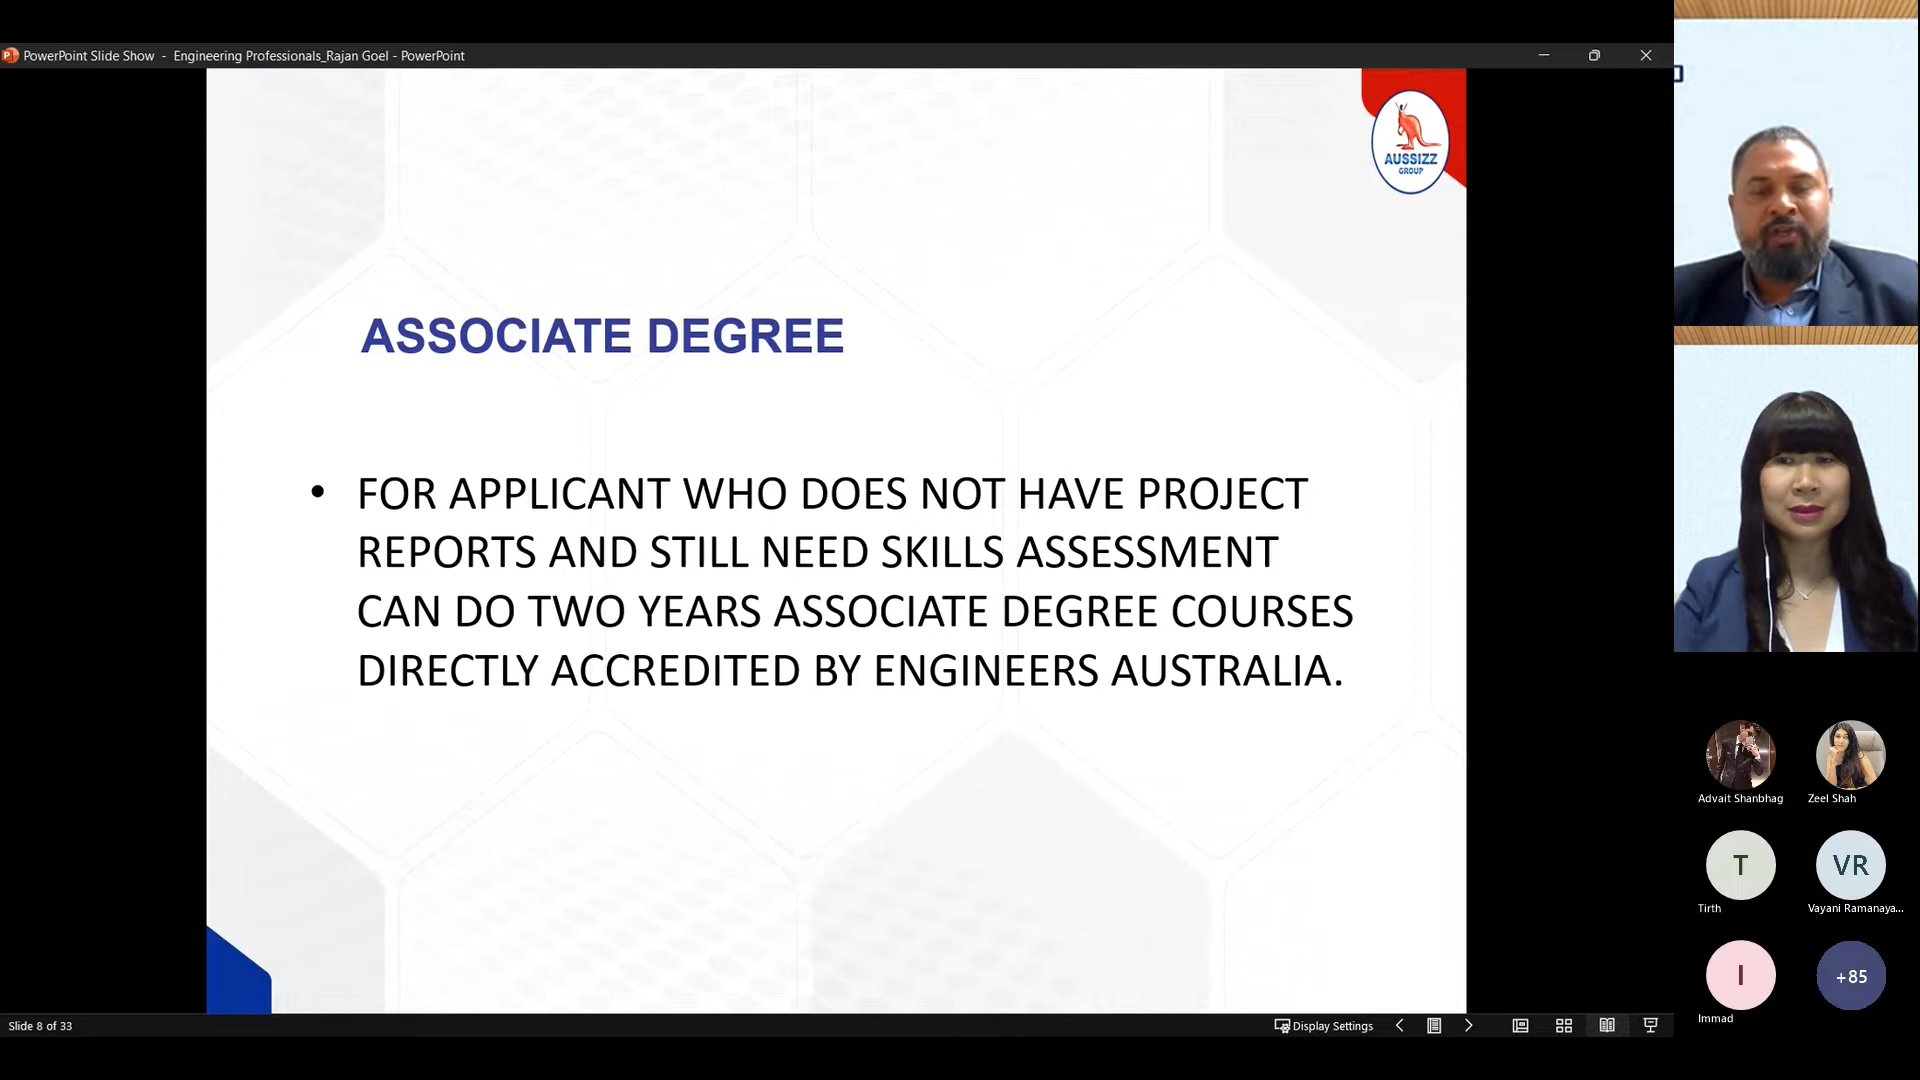 PowerPoint Slide Show - Engineering Professionals_Rajan Goel - PowerPoint
AUSSIZZ
GROUP
ASSOCIATE DEGREE
• FOR APPLICANT WHO DOES NOT HAVE PROJECT
REPORTS AND STILL NEED SKILLS ASSESSMENT
CAN DO TWO YEARS ASSOCIATE DEGREE COURSES
DIRECTLY ACCREDITED BY ENGINEERS AUSTRALIA.
Advait Shanbhag
Zeel Shah
T
VR
Tirth
Vayani Ramanaya...
I
+85
Immad
Slide 8 of 33
Display Settings